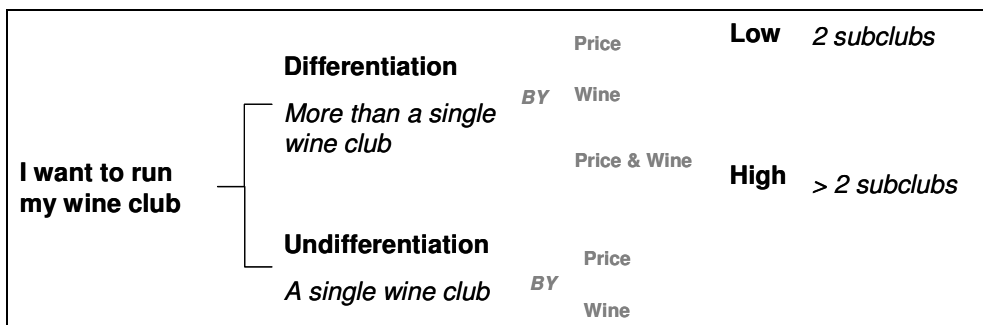 I want to run
my wine club
Differentiation
More than a single
wine club
BY
Price
Wine
Price & Wine
Low 2 subclubs
High > 2 subclubs
Undifferentiation
A single wine club
BY
Price
Wine